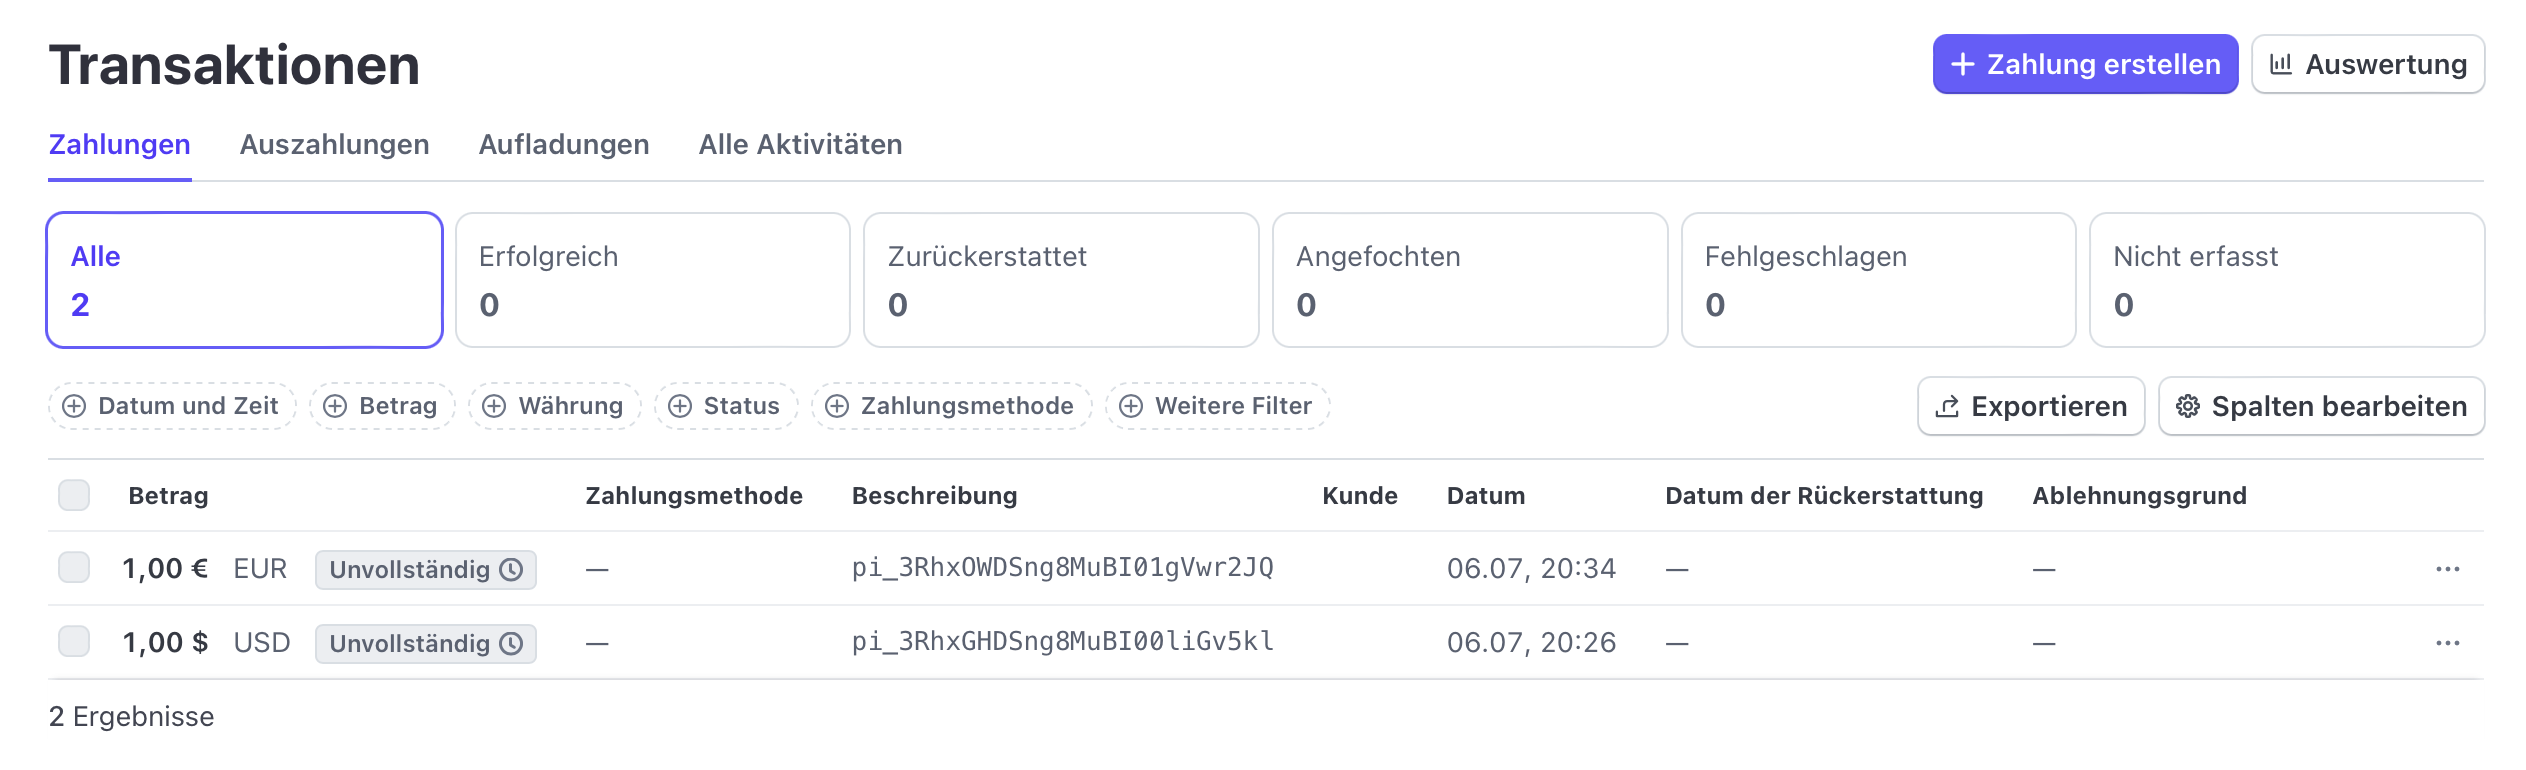 Transaktionen
Zahlung erstellen Auswertung
Zahlungen Auszahlungen Aufladungen Alle Aktivitäten
Alle Erfolgreich Zurückerstattet Angefochten Fehlgeschlagen Nicht erfasst
2 0 0 0 0 0
Datum und Zeit Betrag Währung Status Zahlungsmethode Weitere Filter Exportieren Spalten bearbeiten
Betrag Zahlungsmethode Beschreibung Kunde Datum Datum der Rückerstattung Ablehnungsgrund
1,00 € EUR Unvollständig — pi_3RhxOWDSng8MuBI01gVwr2JQ 06.07, 20:34 — — ···
1,00 $ USD Unvollständig — pi_3RhxGHDSng8MuBI00liGv5kl 06.07, 20:26 — — ···
2 Ergebnisse